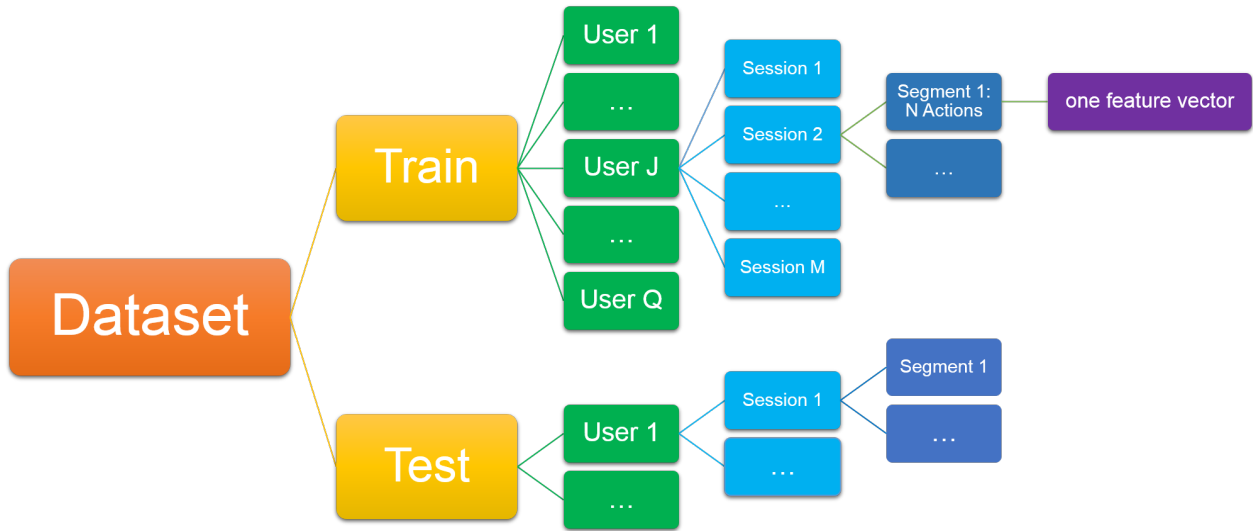 Dataset
Train
Test
User 1
...
User J
...
User Q
Session 1
Session 2
...
Session M
Segment 1:
N Actions
...
one feature vector
User 1
...
Session 1
...
Segment 1
...